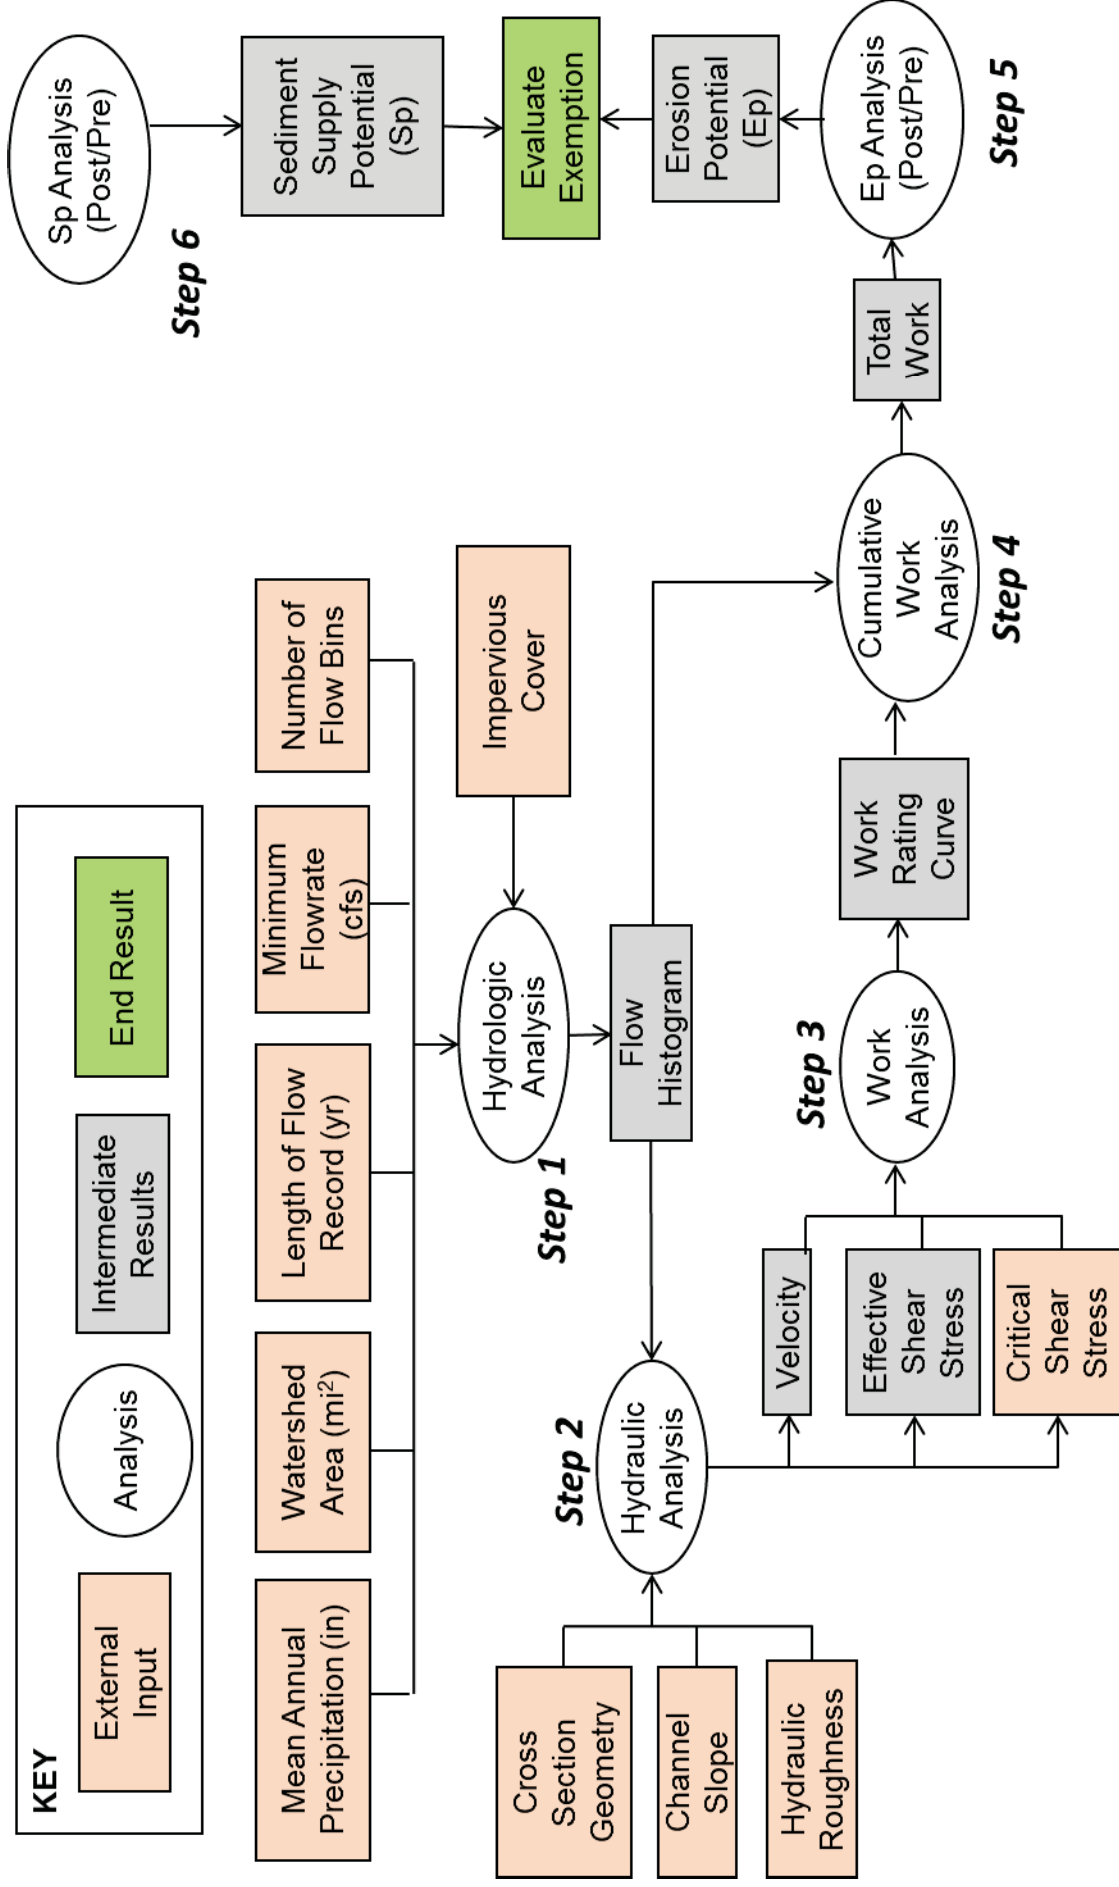 KEY
External
Input
Analysis
Intermediate
Results
End Result
Mean Annual
Precipitation (in)
Watershed
Area (mi²)
Length of Flow
Record (yr)
Minimum
Flowrate
(cfs)
Number of
Flow Bins
Sp Analysis
(Post/Pre)
Step 6
Sediment
Supply
Potential
(Sp)
Evaluate
Exemption
Erosion
Potential
(Ep)
Ep Analysis
(Post/Pre)
Step 5
Impervious
Cover
Hydrologic
Analysis
Step 1
Flow
Histogram
Cross
Section
Geometry
Channel
Slope
Hydraulic
Roughness
Step 2
Hydraulic
Analysis
Velocity
Effective
Shear
Stress
Critical
Shear
Stress
Step 3
Work
Analysis
Work
Rating
Curve
Cumulative
Work
Analysis
Step 4
Total
Work